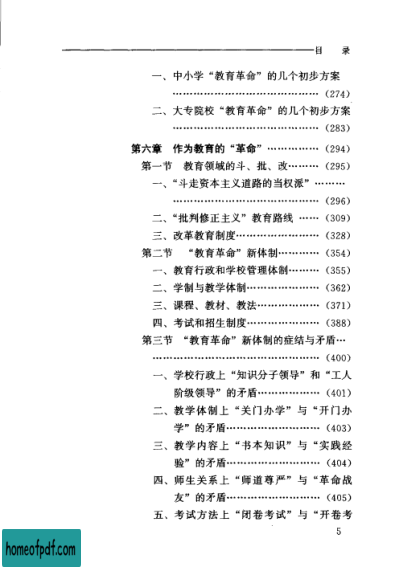 目 录
一、中小学“教育革命”的几个初步方案
…………………………………… (274)
二、大专院校“教育革命”的几个初步方案
…………………………………… (283)
第六章 作为教育的“革命”…………… (294)
第一节 教育领域的斗、批、改……… (295)
一、“斗走资本主义道路的当权派”………
…………………………………… (296)
二、“批判修正主义”教育路线 …… (309)
三、改革教育制度…………………… (328)
第二节 “教育革命”新体制………… (354)
一、教育行政和学校管理体制……… (355)
二、学制与教学体制………………… (362)
三、课程、教材、教法……………… (371)
四、考试和招生制度………………… (388)
第三节 “教育革命”新体制的症结与矛盾…
………………………………………… (400)
一、学校行政上“知识分子领导”和“工人
阶级领导”的矛盾……………… (401)
二、教学体制上“关门办学”与“开门办
学”的矛盾……………………… (403)
三、教学内容上“书本知识”与“实践经
验”的矛盾……………………… (404)
四、师生关系上“师道尊严”与“革命战
友”的矛盾……………………… (405)
五、考试方法上“闭卷考试”与“开卷考
5
homeofpdf.com